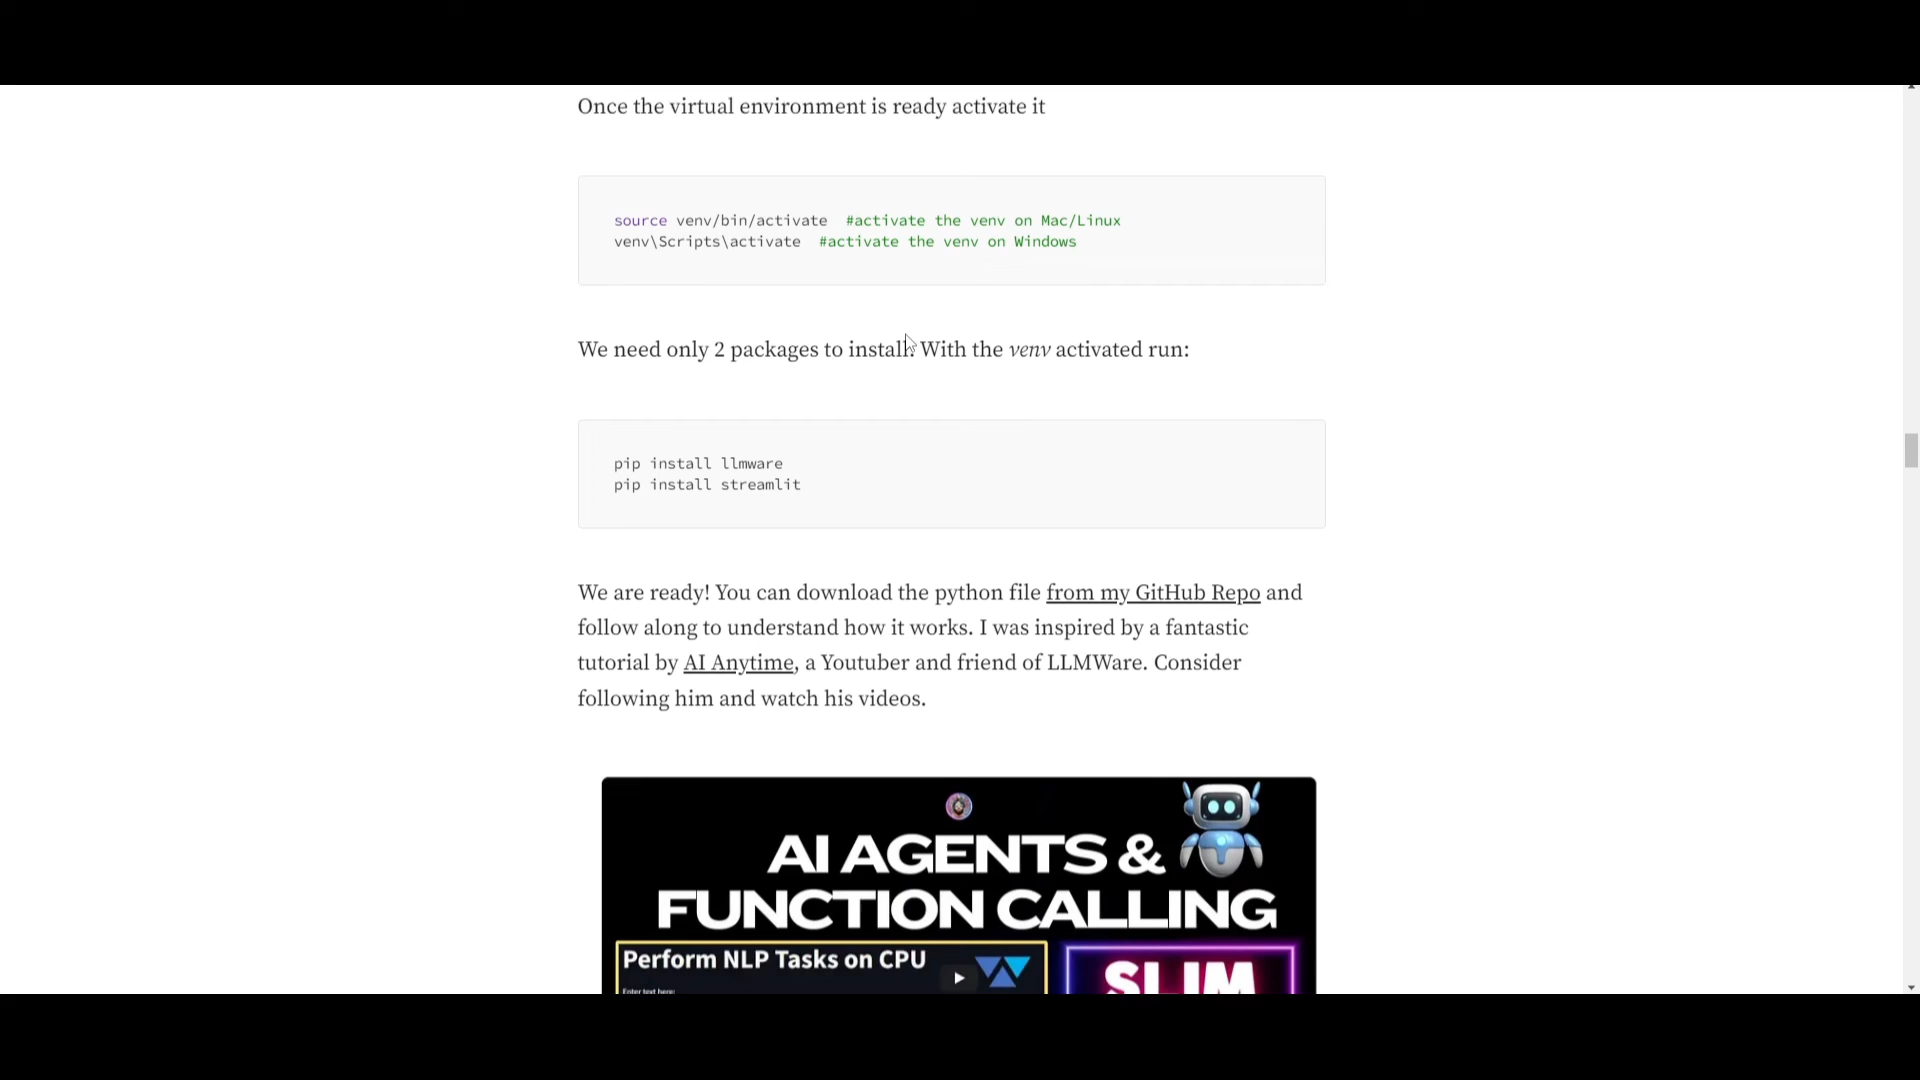 Once the virtual environment is ready activate it
source venv/bin/activate  #activate the venv on Mac/Linux
venv\Scripts\activate  #activate the venv on Windows
We need only 2 packages to install. With the venv activated run:
pip install llmware
pip install streamlit
We are ready! You can download the python file from my GitHub Repo and
follow along to understand how it works. I was inspired by a fantastic
tutorial by AI Anytime, a Youtuber and friend of LLMWare. Consider
following him and watch his videos.
AI AGENTS &
FUNCTION CALLING
Perform NLP Tasks on CPU
SLIM
Enter text here: